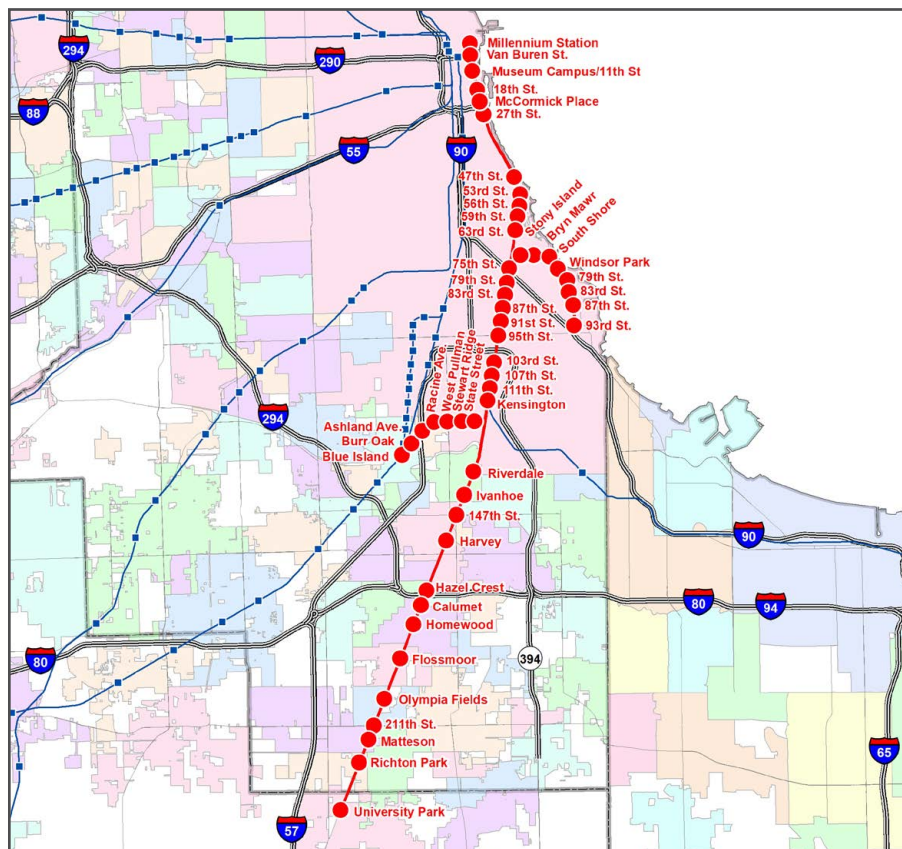 294
290
88
55
90
Millennium Station
Van Buren St.
Museum Campus/11th St
18th St.
McCormick Place
27th St.
47th St.
53rd St.
56th St.
59th St.
63rd St.
Stony Island
Bryn Mawr
South Shore
Windsor Park
79th St.
83rd St.
87th St.
93rd St.
75th St.
79th St.
83rd St.
87th St.
91st St.
95th St.
103rd St.
107th St.
111th St.
Kensington
State Street
Stewart Ridge
West Pullman
Racine Ave.
Ashland Ave.
Burr Oak
Blue Island
294
Riverdale
Ivanhoe
147th St.
Harvey
90
Hazel Crest
Calumet
Homewood
80
94
80
Flossmoor
394
Olympia Fields
211th St.
Matteson
Richton Park
65
University Park
57